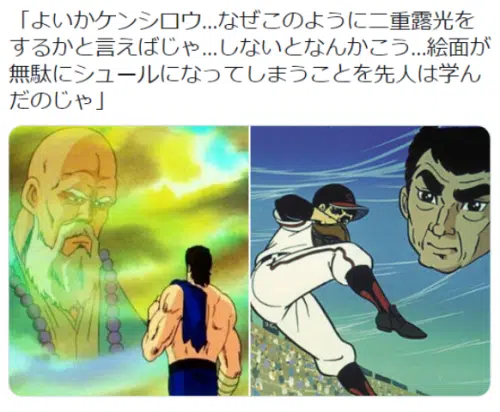 「よいかケンシロウ...なぜこのように二重露光を
するかと言えばじゃ...しないとなんかこう...絵面が
無駄にシュールになってしまうことを先人は学ん
だのじゃ」